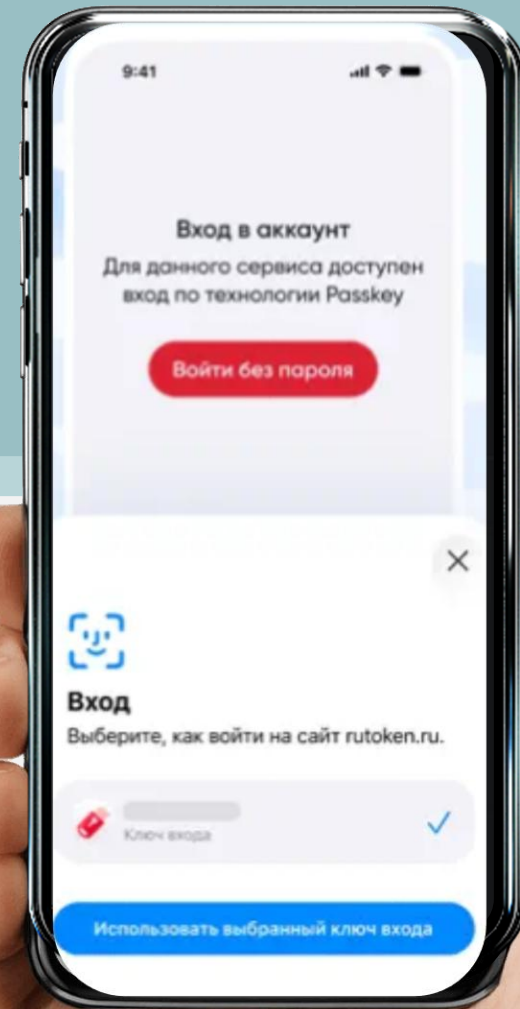 9:41
Вход в аккаунт
Для данного сервиса доступен
вход по технологии Passkey
Войти без пароля
Вход
Выберите, как войти на сайт rutoken.ru.
Ключ входа
Использовать выбранный ключ входа